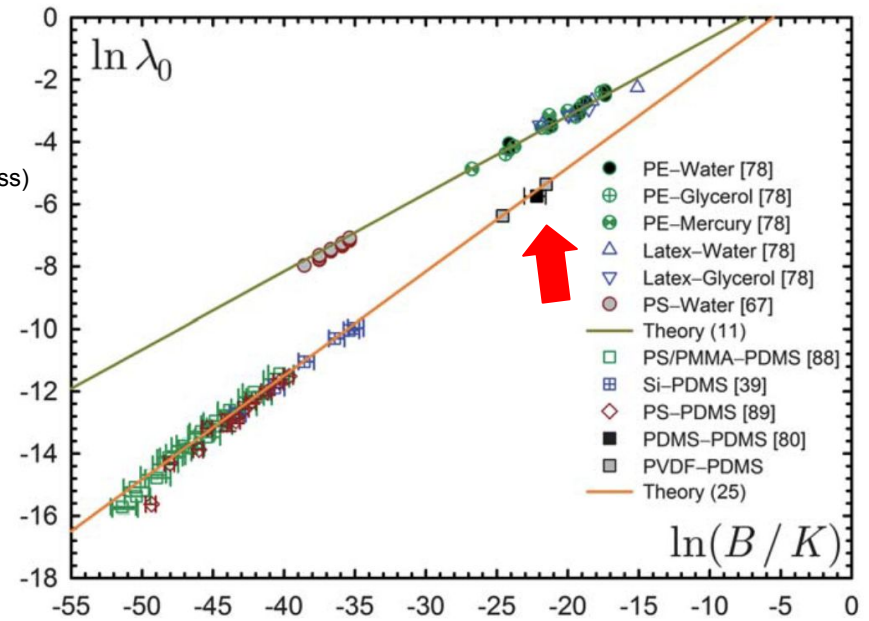 ln λ₀
ss)
0
-2
-4
-6
-8
-10
-12
-14
-16
-18
PE–Water [78]
PE–Glycerol [78]
PE–Mercury [78]
Latex–Water [78]
Latex–Glycerol [78]
PS–Water [67]
Theory (11)
PS/PMMA–PDMS [88]
Si–PDMS [39]
PS–PDMS [89]
PDMS–PDMS [80]
PVDF–PDMS
Theory (25)
ln(B / K)
-55 -50 -45 -40 -35 -30 -25 -20 -15 -10 -5 0